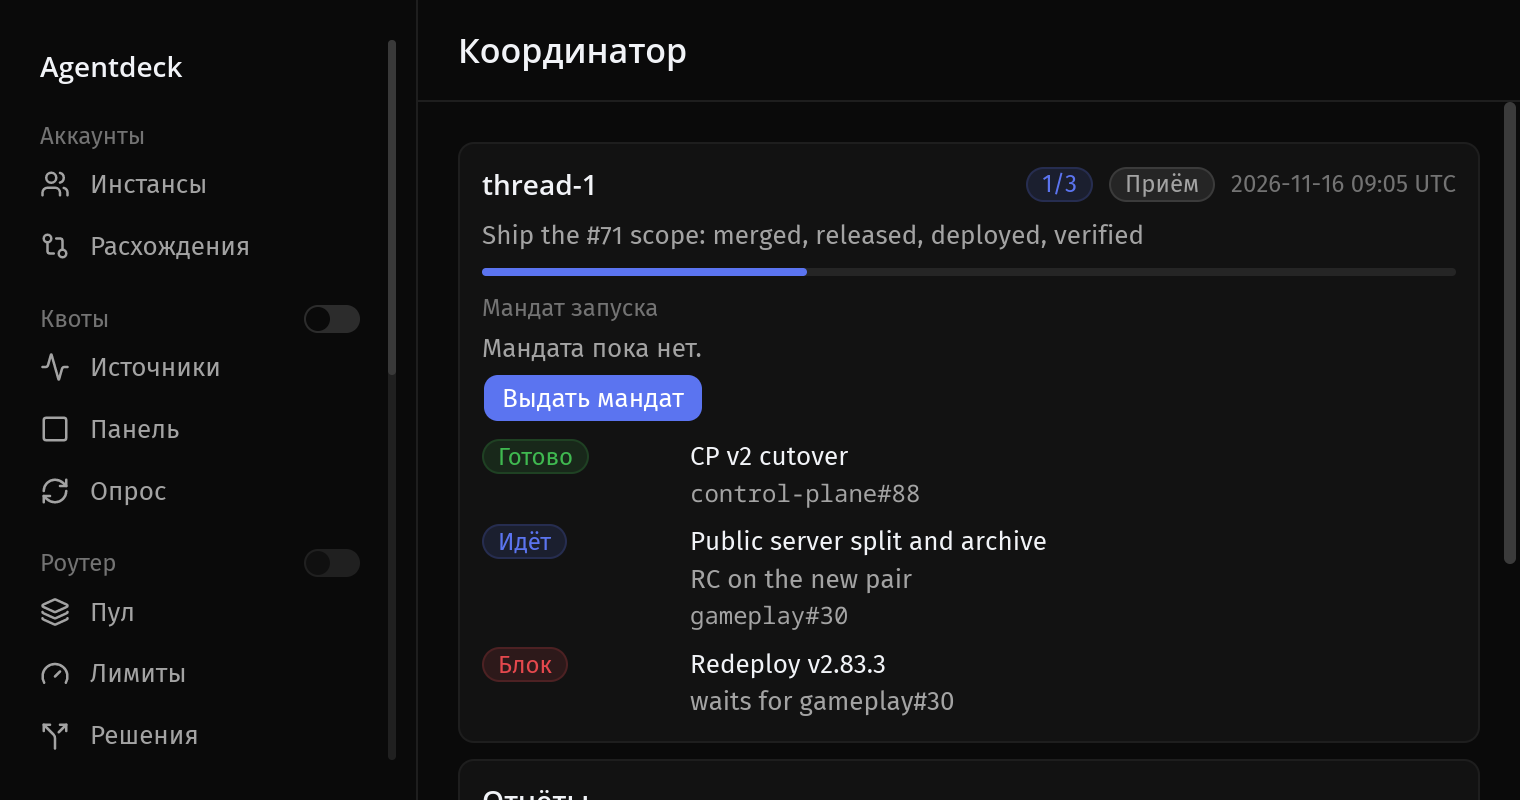 Agentdeck
Аккаунты
Инстансы
Расхождения
Квоты
Источники
Панель
Опрос
Роутер
Пул
Лимиты
Решения
Координатор
thread-1
1/3
Приём
2026-11-16 09:05 UTC
Ship the #71 scope: merged, released, deployed, verified
Мандат запуска
Мандата пока нет.
Выдать мандат
Готово
CP v2 cutover
control-plane#88
Идёт
Public server split and archive
RC on the new pair
gameplay#30
Блок
Redeploy v2.83.3
waits for gameplay#30
Отчёты